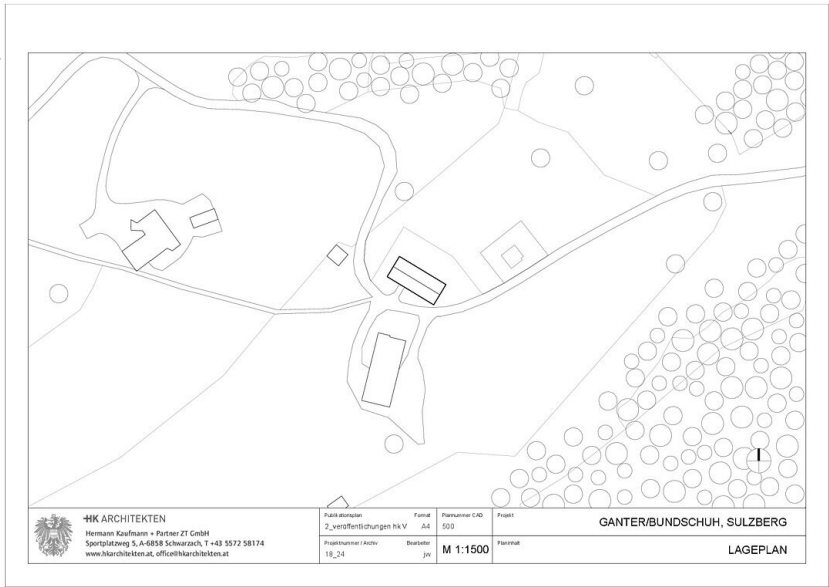 HK ARCHITEKTEN
Hermann Kaufmann + Partner ZT GmbH
Sportplatzweg 5, A-6858 Schwarzach, T +43 5572 58174
www.hkarchitekten.at, office@hkarchitekten.at
Publikationsplan Format
2_veröffentlichungen hk V A4
Projektnummer / Archiv Bearbeiter
18_24 jw
Plannummer CAD
500
M 1:1500
Projekt
GANTER/BUNDSCHUH, SULZBERG
Planinhalt
LAGEPLAN